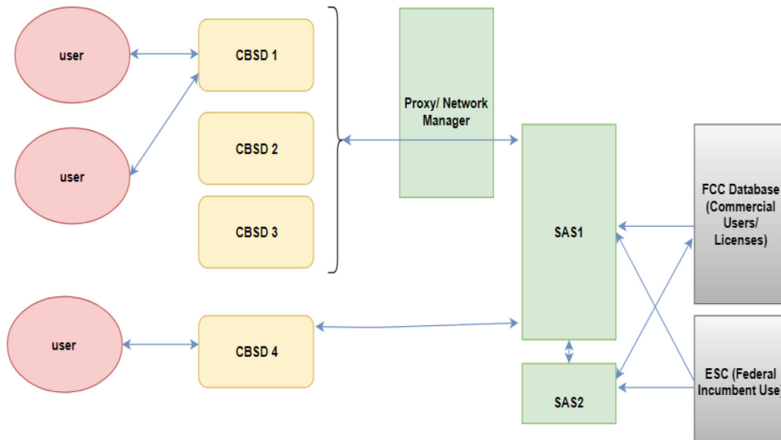 user
CBSD 1
Proxy/ Network
Manager
user
CBSD 2
CBSD 3
SAS1
FCC Database
(Commercial
Users/
Licenses)
user
CBSD 4
SAS2
ESC (Federal
Incumbent Use)